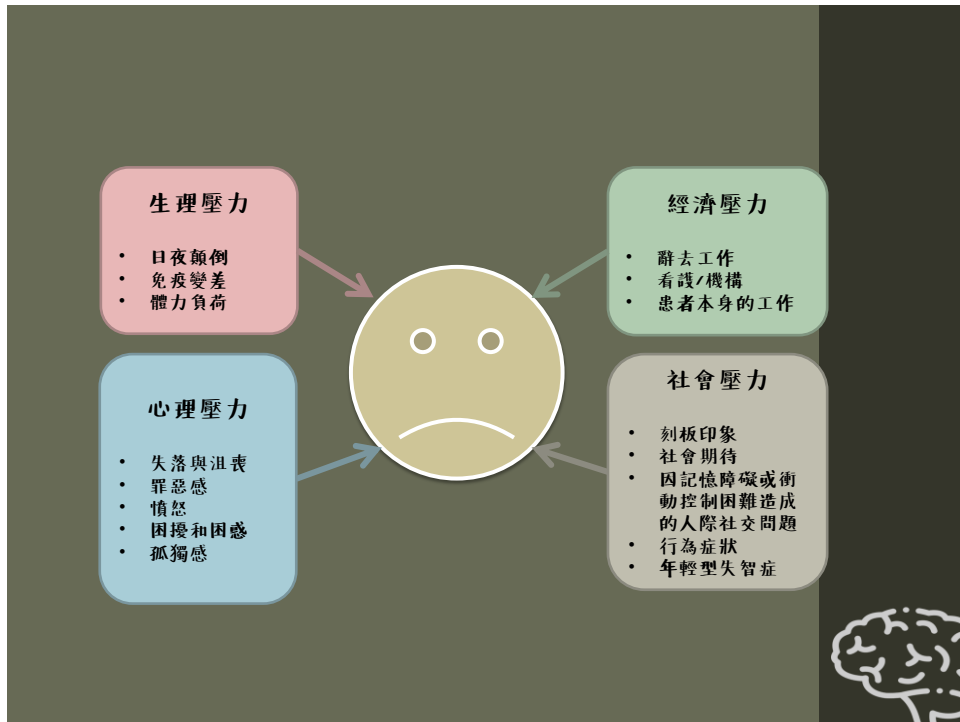 生理壓力
• 日夜顛倒
• 免疫變差
• 體力負荷
心理壓力
• 失落與沮喪
• 罪惡感
• 憤怒
• 困擾和困惑
• 孤獨感
經濟壓力
• 辭去工作
• 看護/機構
• 患者本身的工作
社會壓力
• 刻板印象
• 社會期待
• 因記憶障礙或衝
動控制困難造成
的人際社交問題
• 行為症狀
• 年輕型失智症